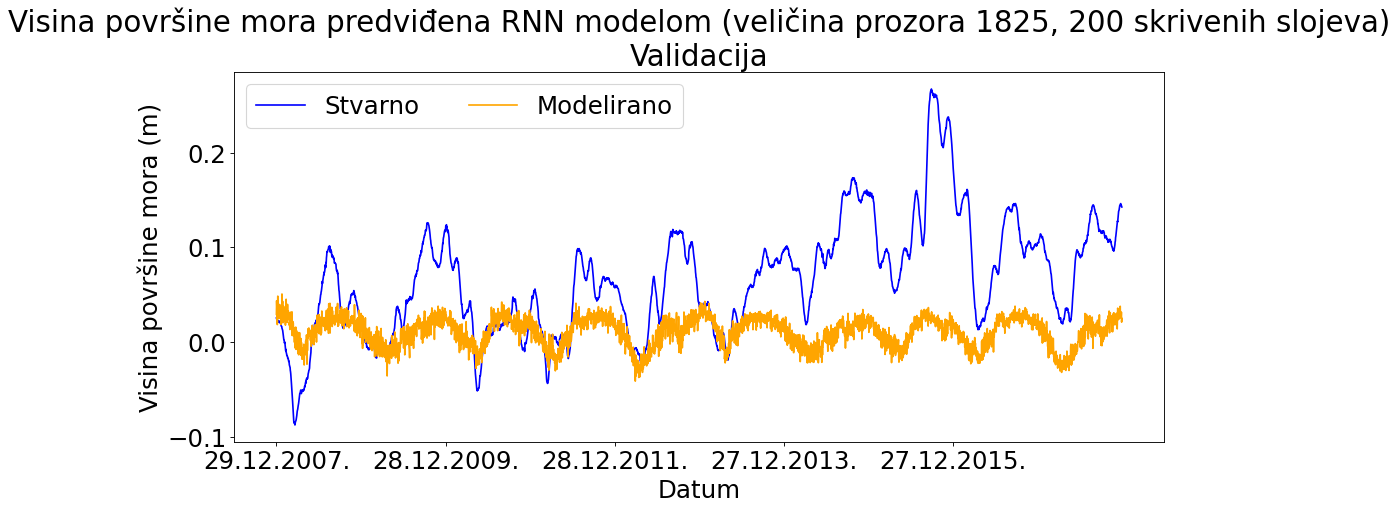 Visina površine mora predviđena RNN modelom (veličina prozora 1825, 200 skrivenih slojeva)
Validacija
Stvarno
Modelirano
Visina površine mora (m)
0.2
0.1
0.0
−0.1
29.12.2007.
28.12.2009.
28.12.2011.
27.12.2013.
27.12.2015.
Datum